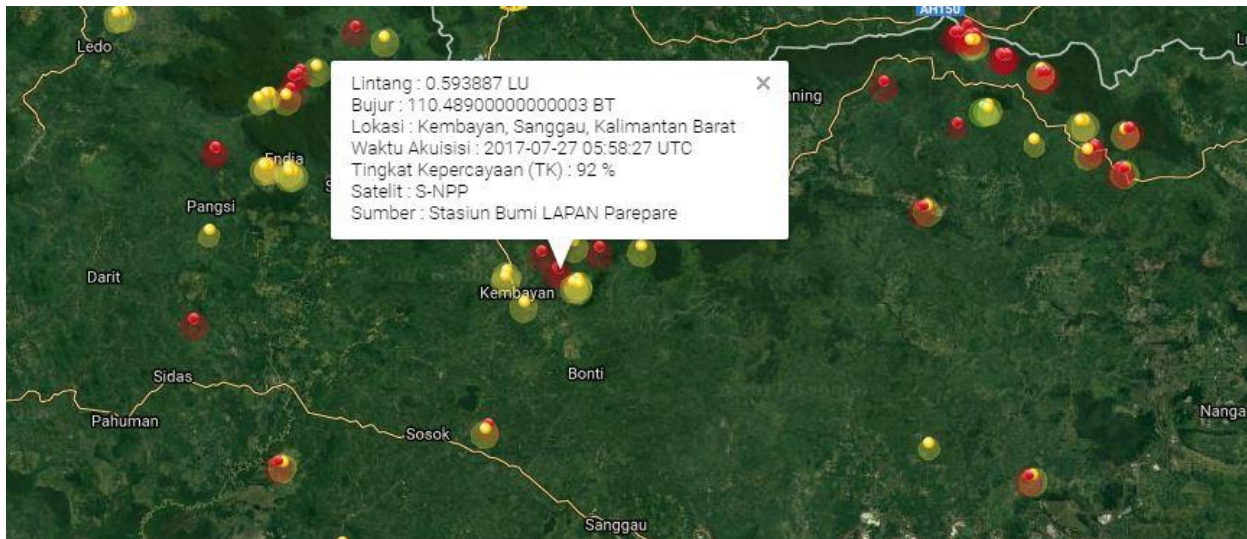 AH150
Ledo
Lintang : 0.593887 LU
Bujur : 110.48900000000003 BT
Lokasi : Kembayan, Sanggau, Kalimantan Barat
Waktu Akuisisi : 2017-07-27 05:58:27 UTC
Tingkat Kepercayaan (TK) : 92 %
Satelit : S-NPP
Sumber : Stasiun Bumi LAPAN Parepare
×
nning
Endia
Pangsi
Darit
Kembayan
Sidas
Bonti
Pahuman
Nanga
Sosok
Sanggau